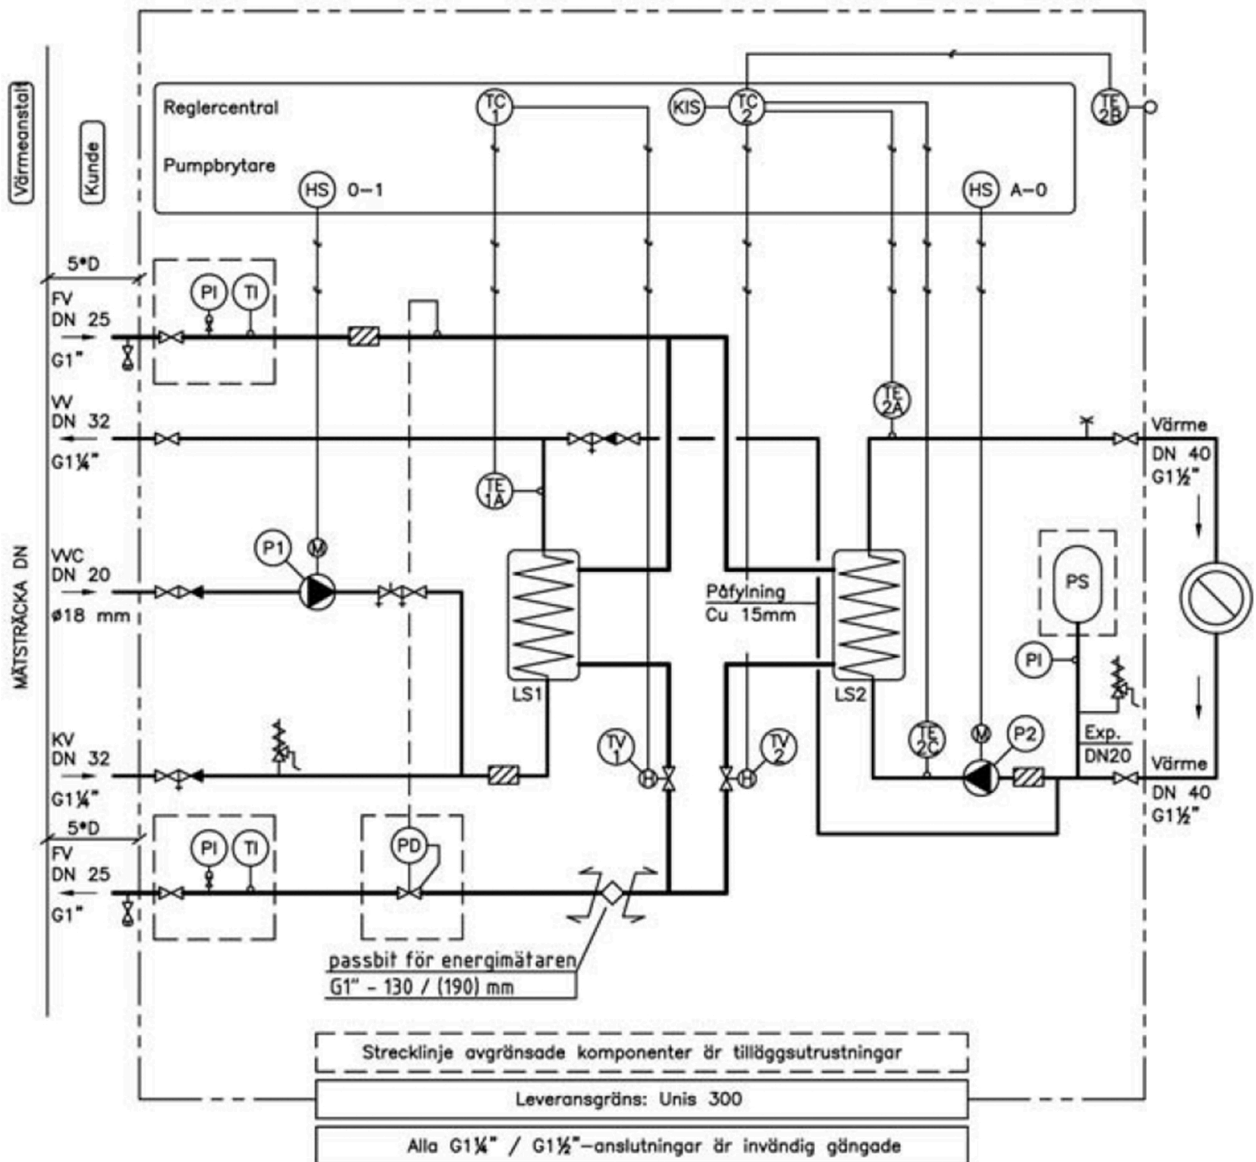 Värmeanstalt
Kunde
MÄTSTRÄCKA DN
Reglercentral
TC
1
KIS
TC
2
TE
2B
Pumpbrytare
HS
0-1
HS
A-0
5*D
FV
DN 25
G1"
PI
TI
VV
DN 32
G1¼"
TE
2A
Värme
DN 40
G1½"
TE
1A
VVC
DN 20
ø18 mm
P1
M
Påfylning
Cu 15mm
PS
PI
LS1
LS2
KV
DN 32
G1¼"
TV
1
H
H
TV
2
TE
2C
M
P2
Exp.
DN20
Värme
DN 40
G1½"
5*D
FV
DN 25
G1"
PI
TI
PD
passbit för energimätaren
G1" - 130 / (190) mm
Strecklinje avgränsade komponenter är tilläggsutrustningar
Leveransgräns: Unis 300
Alla G1¼" / G1½"-anslutningar är invändig gängade